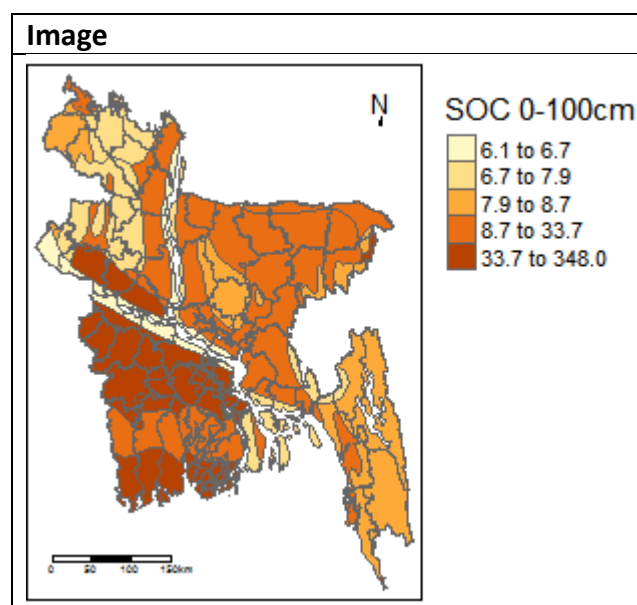 Image
N
SOC 0-100cm
6.1 to 6.7
6.7 to 7.9
7.9 to 8.7
8.7 to 33.7
33.7 to 348.0
0 50 100 150km